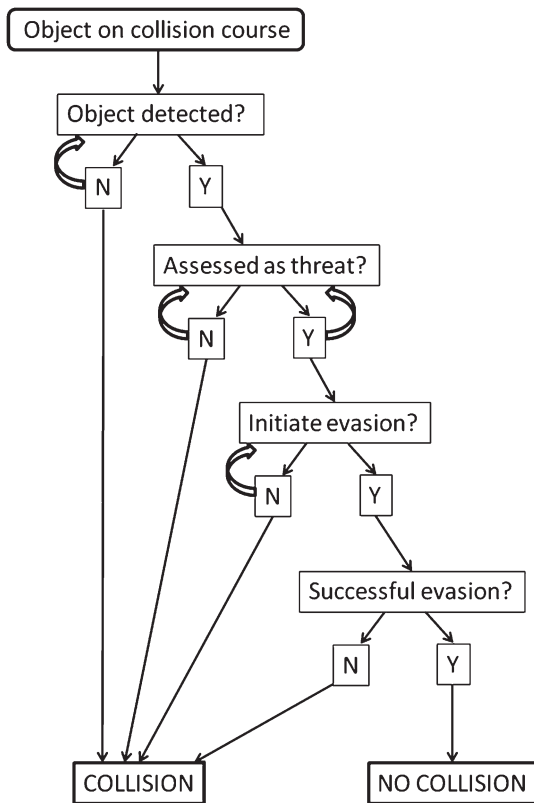 Object on collision course
Object detected?
N
Y
Assessed as threat?
N
Y
Initiate evasion?
N
Y
Successful evasion?
N
Y
COLLISION
NO COLLISION